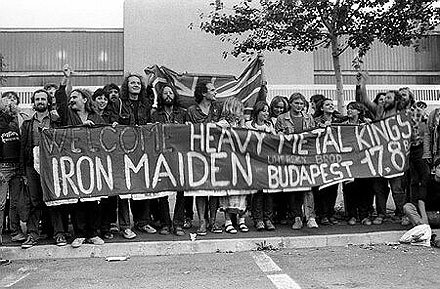 WELCOME HEAVY METAL KINGS
IRON MAIDEN BUDAPEST 17.8